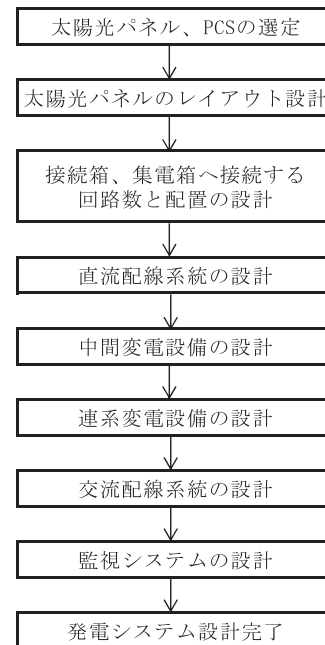 太陽光パネル、PCSの選定
太陽光パネルのレイアウト設計
接続箱、集電箱へ接続する
回路数と配置の設計
直流配線系統の設計
中間変電設備の設計
連系変電設備の設計
交流配線系統の設計
監視システムの設計
発電システム設計完了